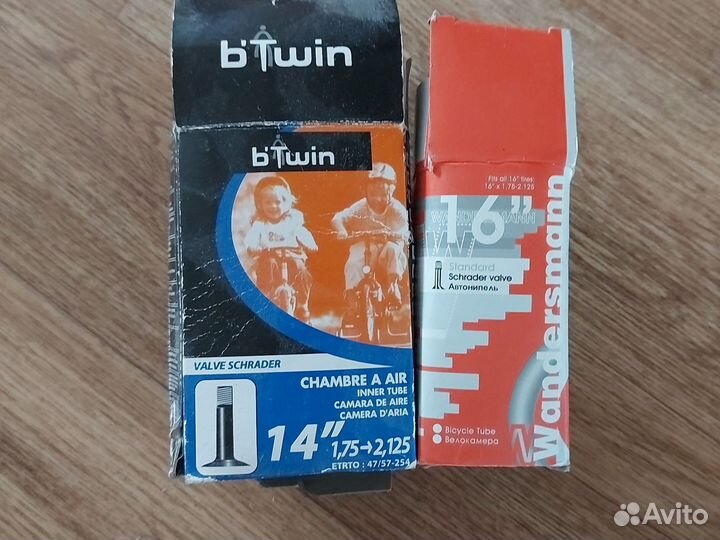 b'Twin
b'Twin
VALVE SCHRADER
CHAMBRE A AIR
INNER TUBE
CAMARA DE AIRE
CAMERA D'ARIA
14” 1,75→2,125
ETRTO : 47/57-254
Fits all 16" tires:
16" x 1.75-2.125
WANDERSMANN
16”
Standard
Schrader valve
Автонипель
Wandersmann
Bicycle Tube
Велокамера
Avito